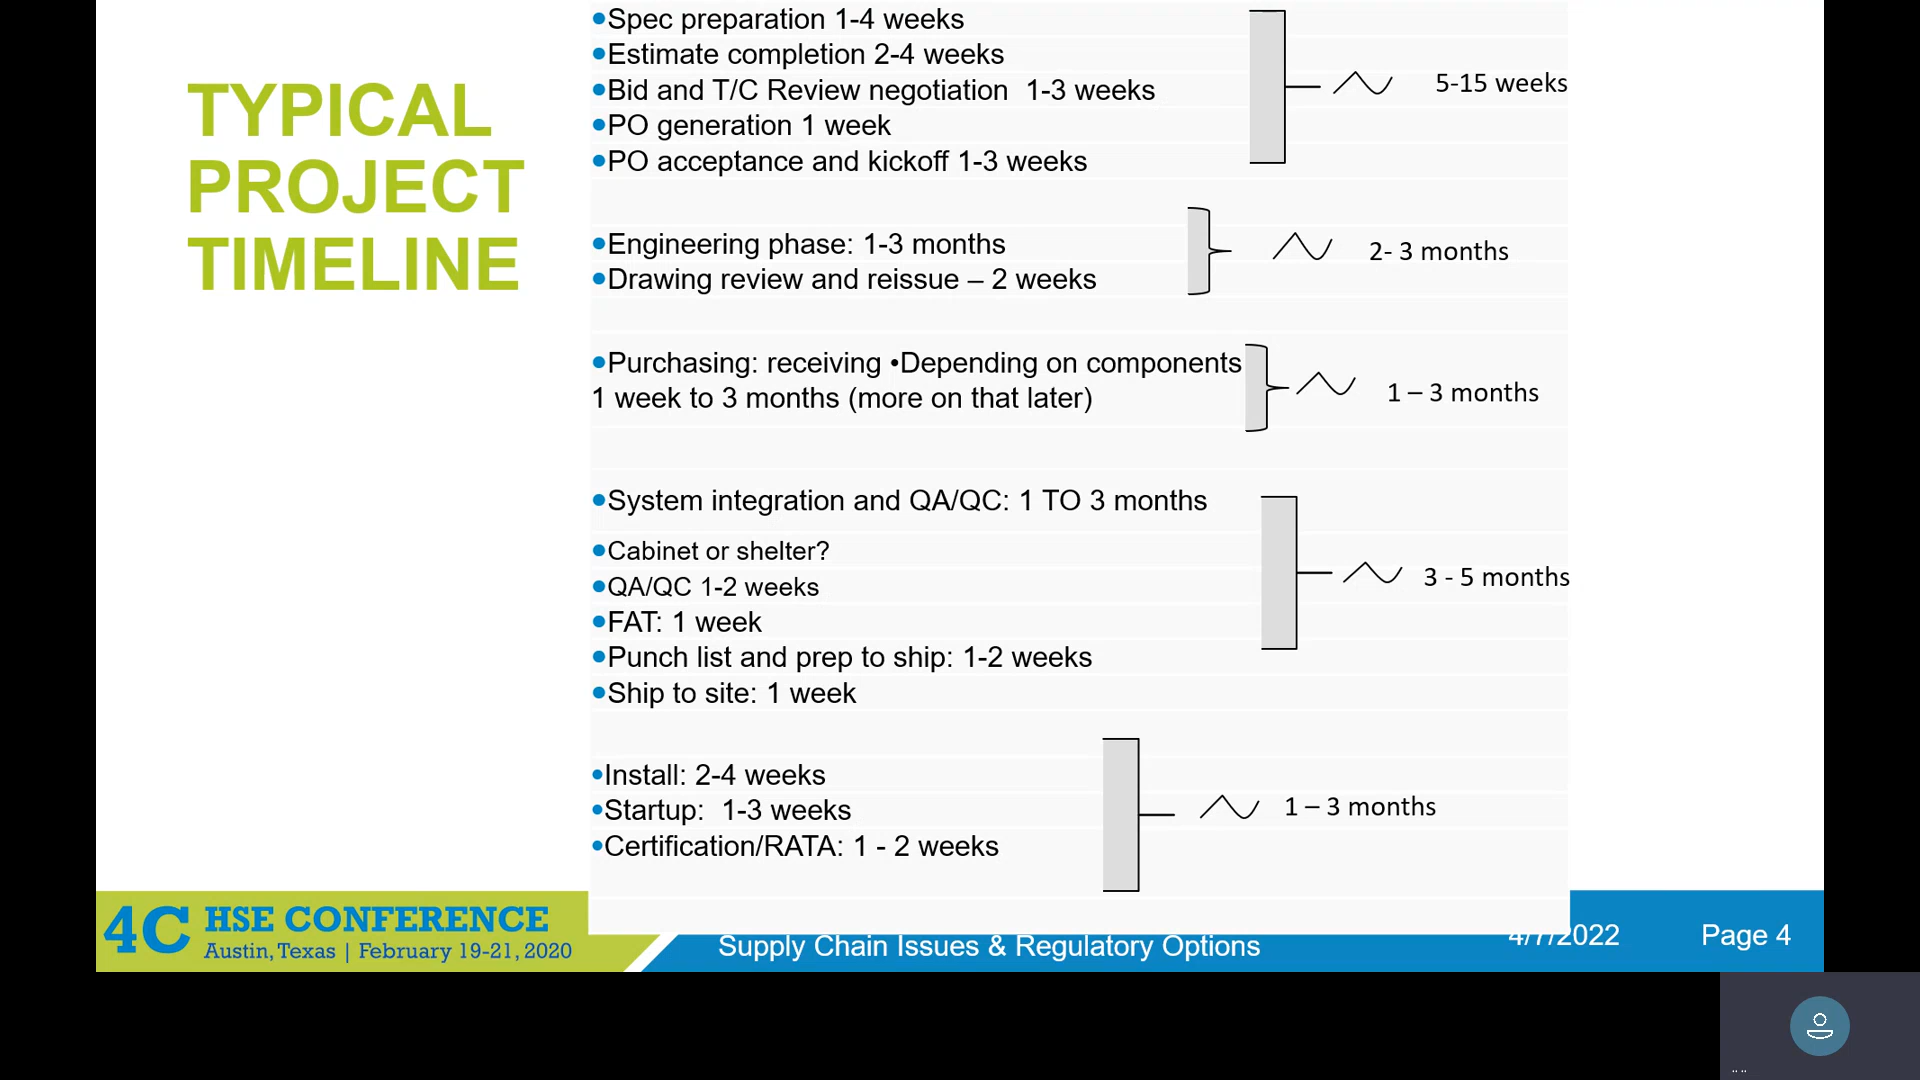 TYPICAL
PROJECT
TIMELINE
•Spec preparation 1-4 weeks
•Estimate completion 2-4 weeks
•Bid and T/C Review negotiation  1-3 weeks
•PO generation 1 week
•PO acceptance and kickoff 1-3 weeks
5-15 weeks
•Engineering phase: 1-3 months
•Drawing review and reissue – 2 weeks
2- 3 months
•Purchasing: receiving •Depending on components
1 week to 3 months (more on that later)
1 – 3 months
•System integration and QA/QC: 1 TO 3 months
•Cabinet or shelter?
•QA/QC 1-2 weeks
•FAT: 1 week
•Punch list and prep to ship: 1-2 weeks
•Ship to site: 1 week
3 - 5 months
•Install: 2-4 weeks
•Startup:  1-3 weeks
•Certification/RATA: 1 - 2 weeks
1 – 3 months
4C HSE CONFERENCE
Austin, Texas | February 19-21, 2020
Supply Chain Issues & Regulatory Options
4/7/2022
Page 4